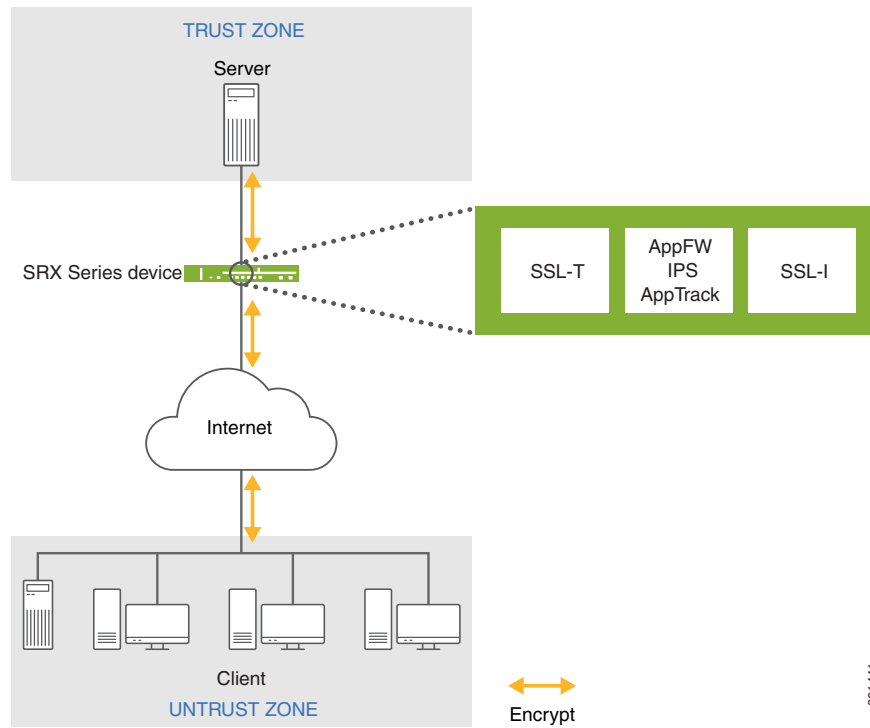 TRUST ZONE
Server
SRX Series device
SSL-T
AppFW
IPS
AppTrack
SSL-I
Internet
Client
UNTRUST ZONE
Encrypt